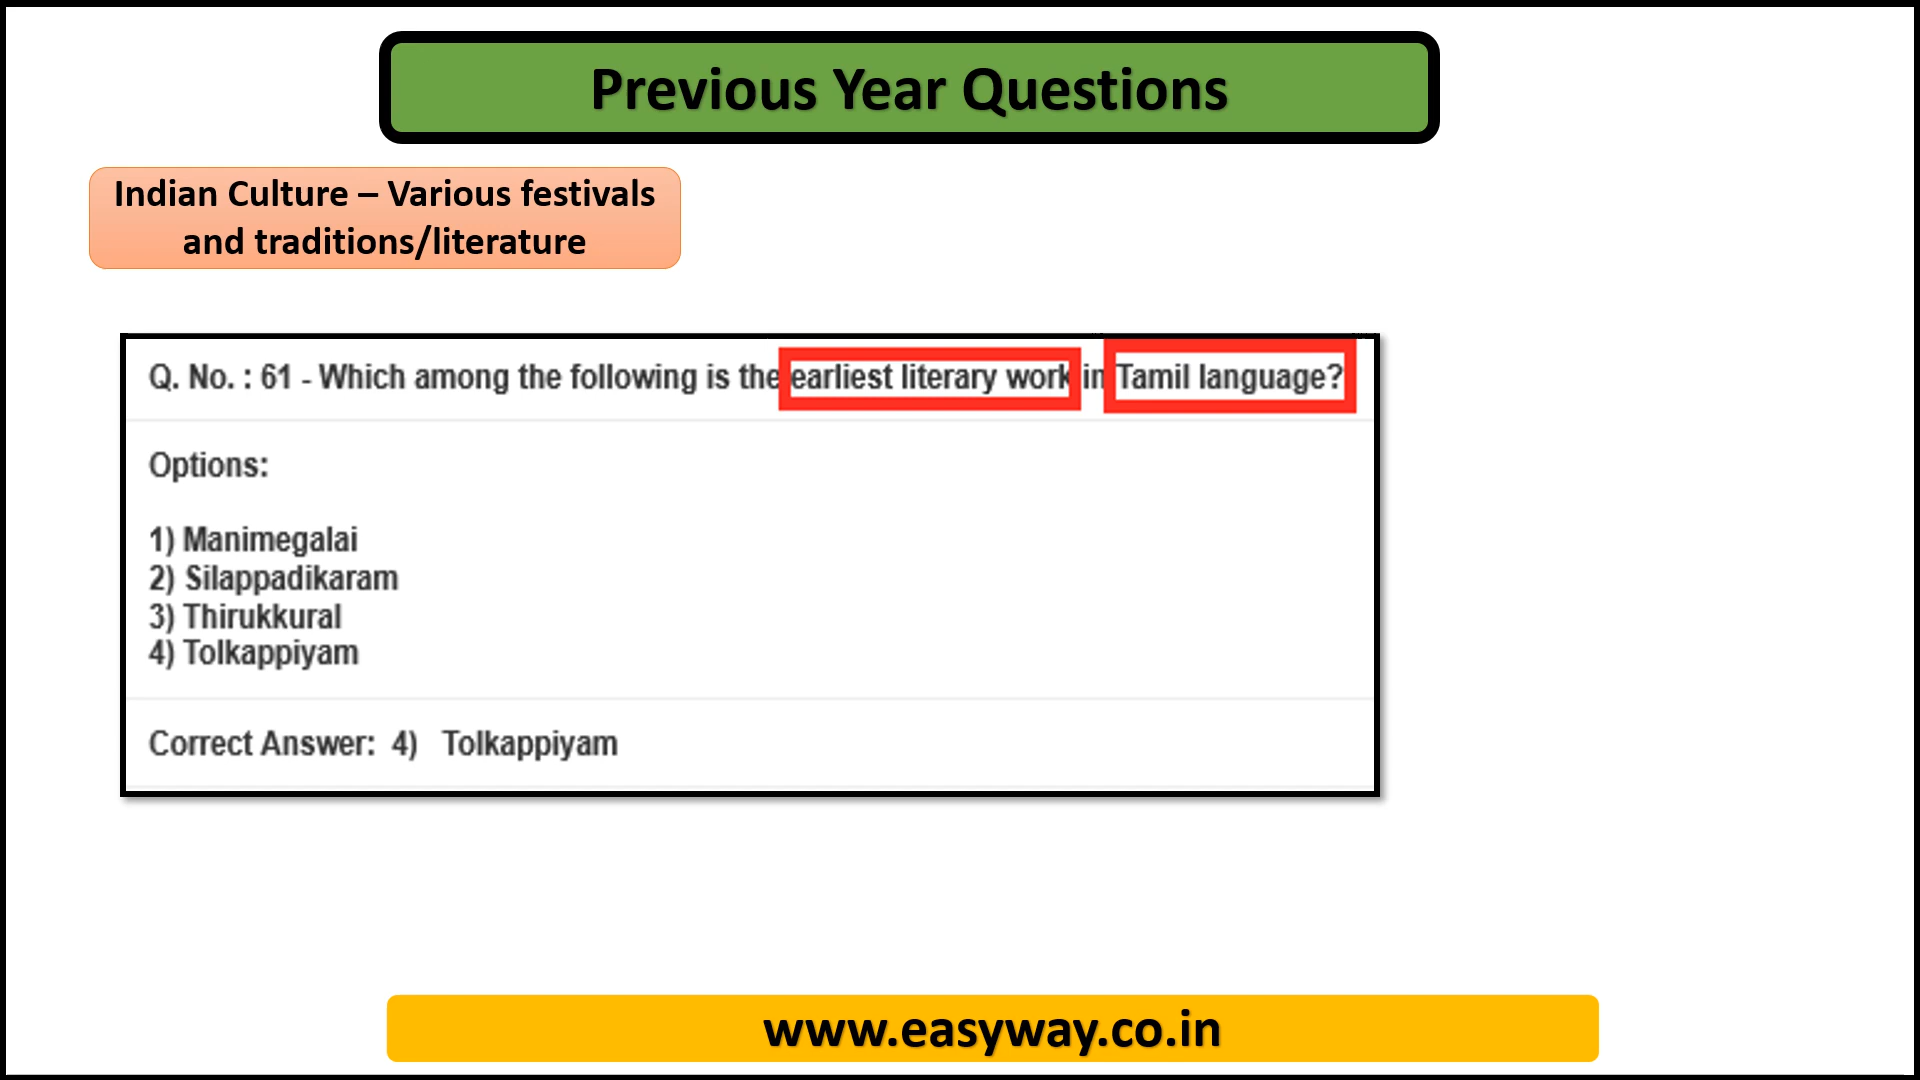 Previous Year Questions
Indian Culture – Various festivals
and traditions/literature
Q. No. : 61 - Which among the following is the earliest literary work in Tamil language?
Options:
1) Manimegalai
2) Silappadikaram
3) Thirukkural
4) Tolkappiyam
Correct Answer: 4) Tolkappiyam
www.easyway.co.in